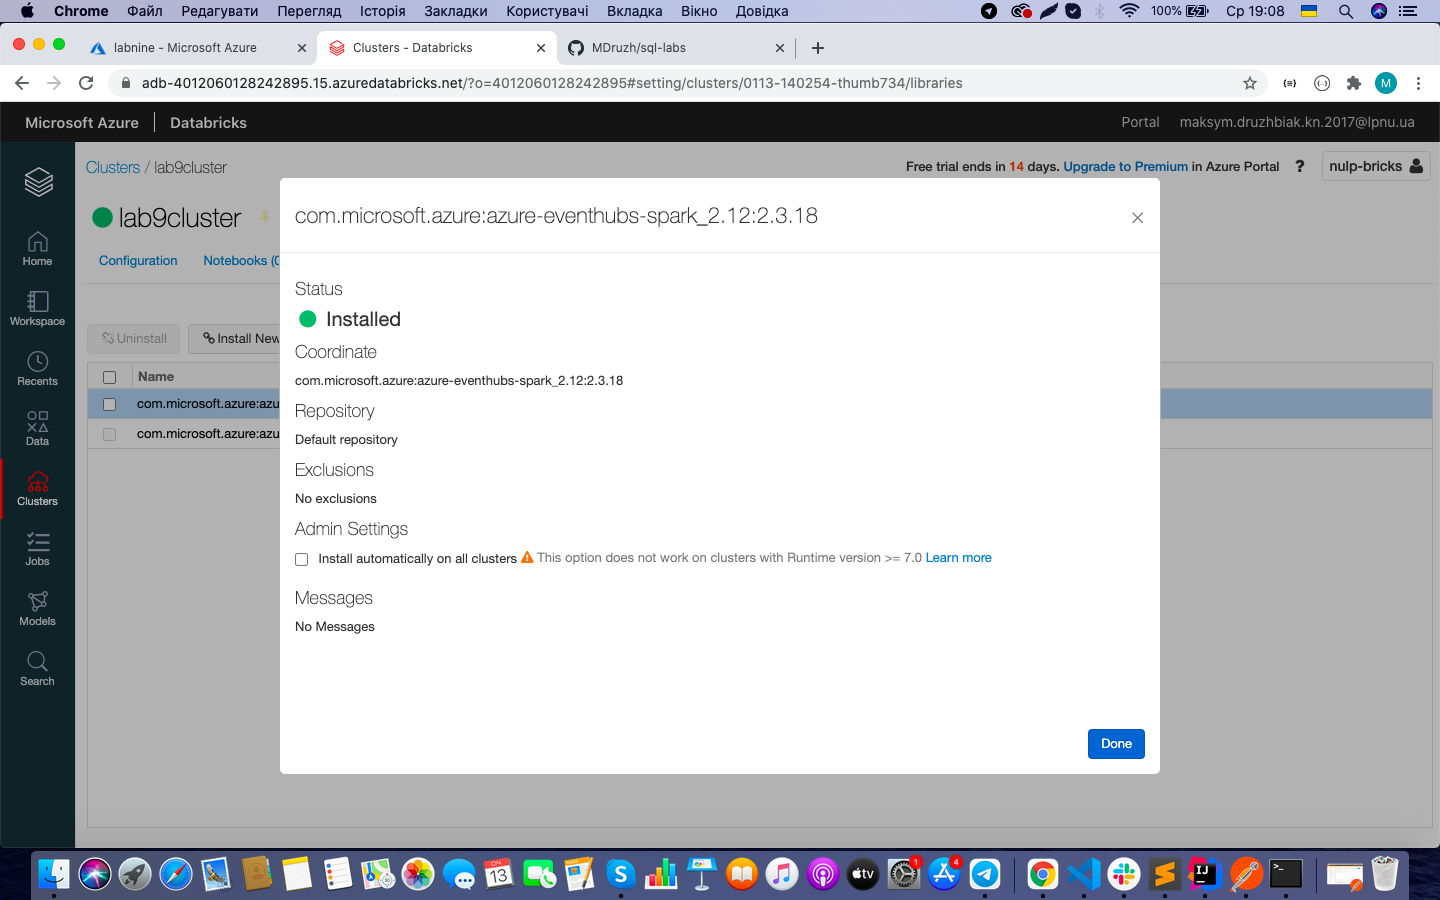 Chrome Файл Редагувати Перегляд Історія Закладки Користувачі Вкладка Вікно Довідка 100% Ср 19:08
labnine - Microsoft Azure Clusters - Databricks MDruzh/sql-labs
adb-4012060128242895.15.azuredatabricks.net/?o=4012060128242895#setting/clusters/0113-140254-thumb734/libraries M
Microsoft Azure Databricks Portal maksym.druzhbiak.kn.2017@lpnu.ua
Clusters / lab9cluster Free trial ends in 14 days. Upgrade to Premium in Azure Portal ? nulp-bricks
lab9cluster
Configuration Notebooks (0
Uninstall Install New
Name
com.microsoft.azure:azu
com.microsoft.azure:azu
Home
Workspace
Recents
Data
Clusters
Jobs
Models
Search
com.microsoft.azure:azure-eventhubs-spark_2.12:2.3.18
Status
Installed
Coordinate
com.microsoft.azure:azure-eventhubs-spark_2.12:2.3.18
Repository
Default repository
Exclusions
No exclusions
Admin Settings
Install automatically on all clusters This option does not work on clusters with Runtime version >= 7.0 Learn more
Messages
No Messages
Done
13 tv 1 4 IJ